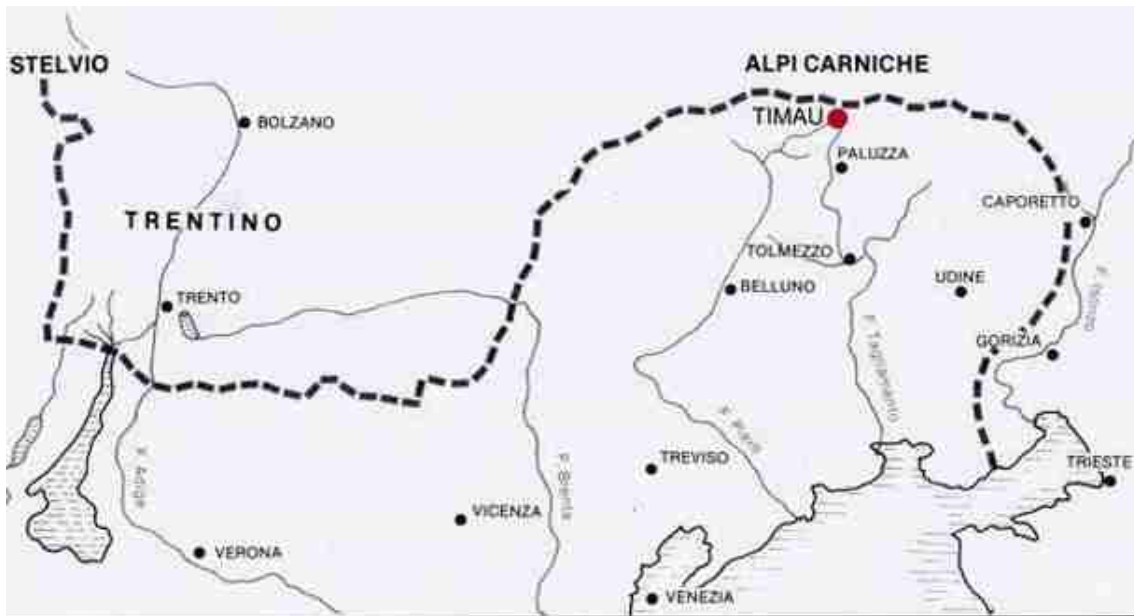 STELVIO
ALPI CARNICHE
BOLZANO
TIMAU
PALUZZA
CAPORETTO
TRENTINO
TOLMEZZO
UDINE
BELLUNO
TRENTO
F. Isonzo
GORIZIA
F. Tagliamento
F. Piave
TREVISO
TRIESTE
F. Adige
F. Brenta
VICENZA
VERONA
VENEZIA